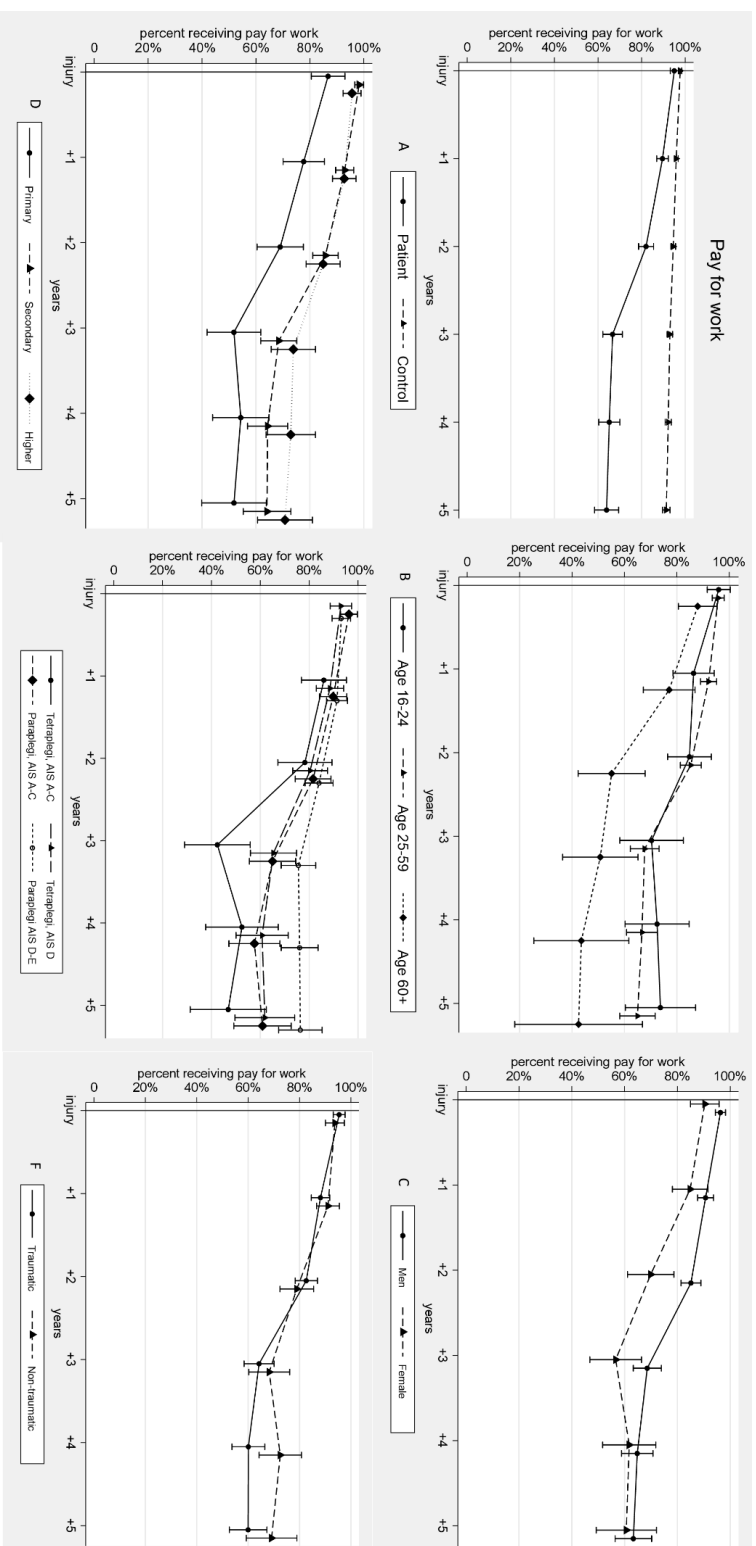 Pay for work
percent receiving pay for work
100%
80%
60%
40%
20%
0
injury +1 +2 +3 +4 +5
years
A
Patient Control
percent receiving pay for work
100%
80%
60%
40%
20%
0
injury +1 +2 +3 +4 +5
years
B
Age 16-24 Age 25-59 Age 60+
percent receiving pay for work
100%
80%
60%
40%
20%
0
injury +1 +2 +3 +4 +5
years
C
Men Female
percent receiving pay for work
100%
80%
60%
40%
20%
0
injury +1 +2 +3 +4 +5
years
D
Primary Secondary Higher
percent receiving pay for work
100%
80%
60%
40%
20%
0
injury +1 +2 +3 +4 +5
years
Tetraplegi, AIS A-C Tetraplegi, AIS D
Paraplegi, AIS A-C Paraplegi AIS D-E
percent receiving pay for work
100%
80%
60%
40%
20%
0
injury +1 +2 +3 +4 +5
years
F
Traumatic Non-traumatic